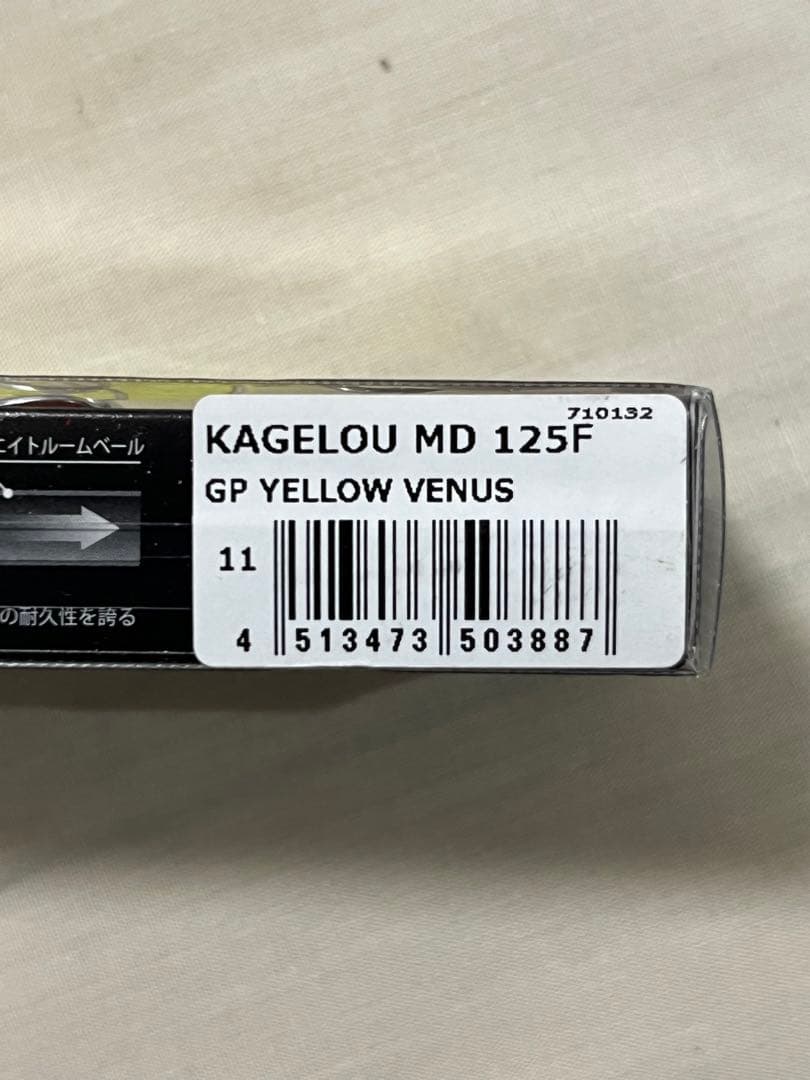 710132
KAGELOU MD 125F
GP YELLOW VENUS
11
4 513473 503887
エイトルームベール
の耐久性を誇る